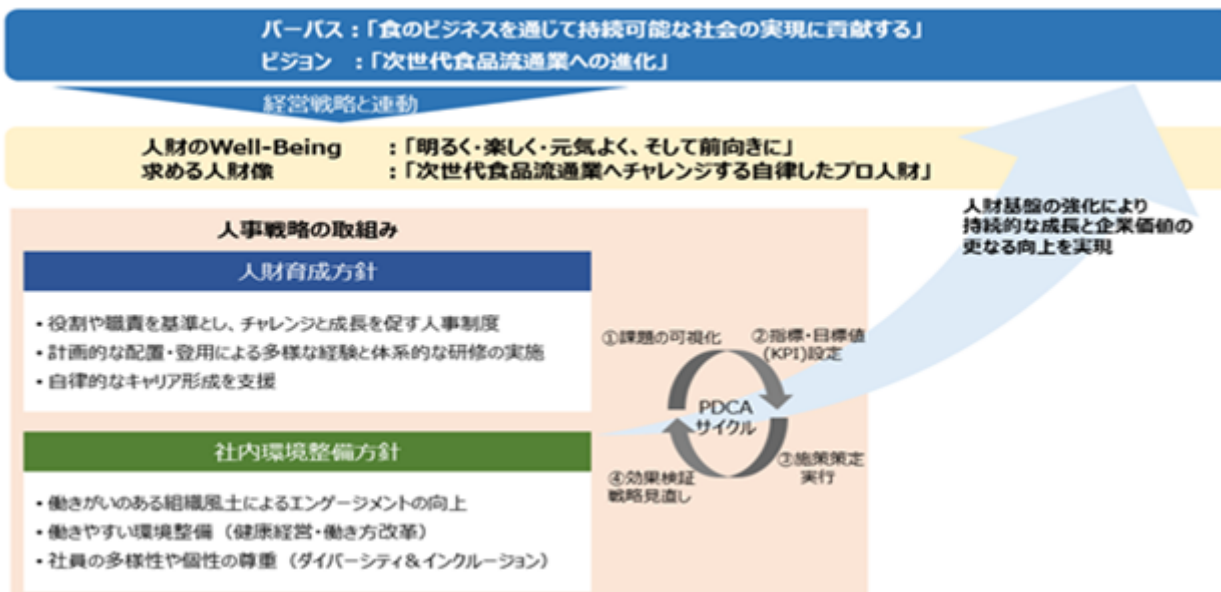 パーパス：「食のビジネスを通じて持続可能な社会の実現に貢献する」
ビジョン　：「次世代食品流通業への進化」
経営戦略と連動
人財のWell-Being　：「明るく・楽しく・元気よく、そして前向きに」
求める人財像　：「次世代食品流通業へチャレンジする自律したプロ人財」
人財基盤の強化により
持続的な成長と企業価値の
更なる向上を実現
人事戦略の取組み
人財育成方針
・役割や職責を基準とし、チャレンジと成長を促す人事制度
・計画的な配置・登用による多様な経験と体系的な研修の実施
・自律的なキャリア形成を支援
社内環境整備方針
・働きがいのある組織風土によるエンゲージメントの向上
・働きやすい環境整備（健康経営・働き方改革）
・社員の多様性や個性の尊重（ダイバーシティ＆インクルージョン）
①課題の可視化
②指標・目標値
(KPI)設定
PDCA
サイクル
③施策策定
実行
④効果検証
戦略見直し